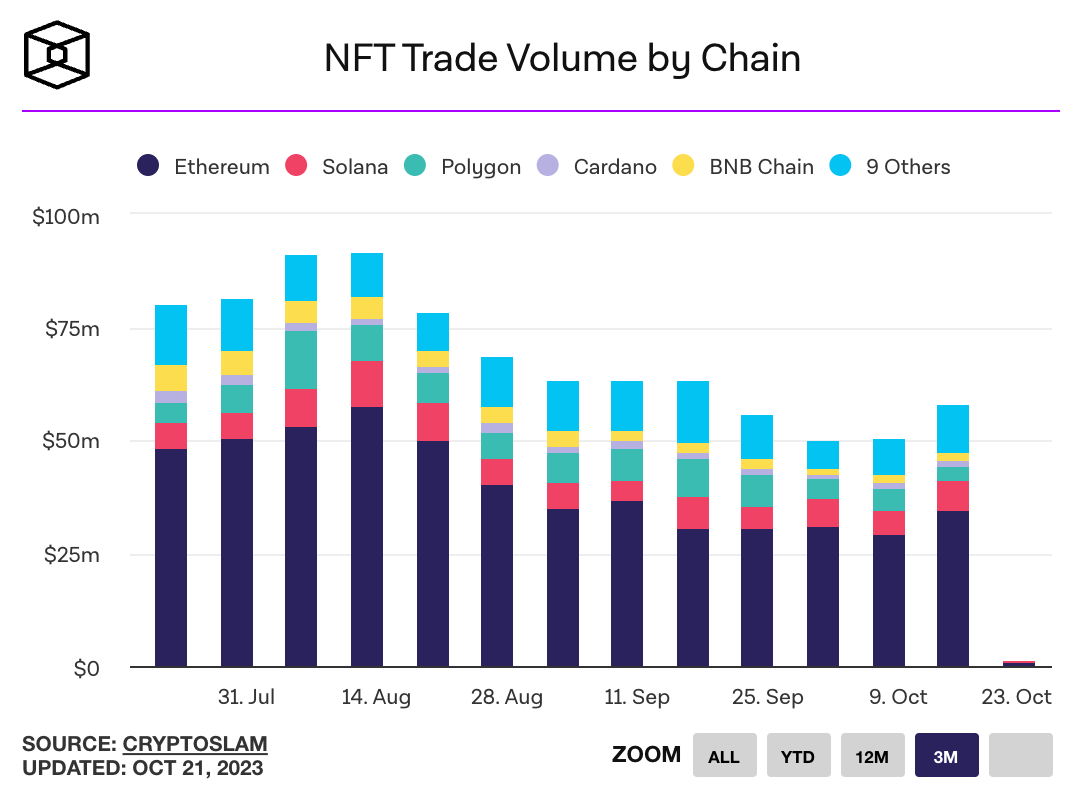 NFT Trade Volume by Chain
Ethereum Solana Polygon Cardano BNB Chain 9 Others
$100m
$75m
$50m
$25m
$0
31. Jul 14. Aug 28. Aug 11. Sep 25. Sep 9. Oct 23. Oct
SOURCE: CRYPTOSLAM
UPDATED: OCT 21, 2023
ZOOM ALL YTD 12M 3M